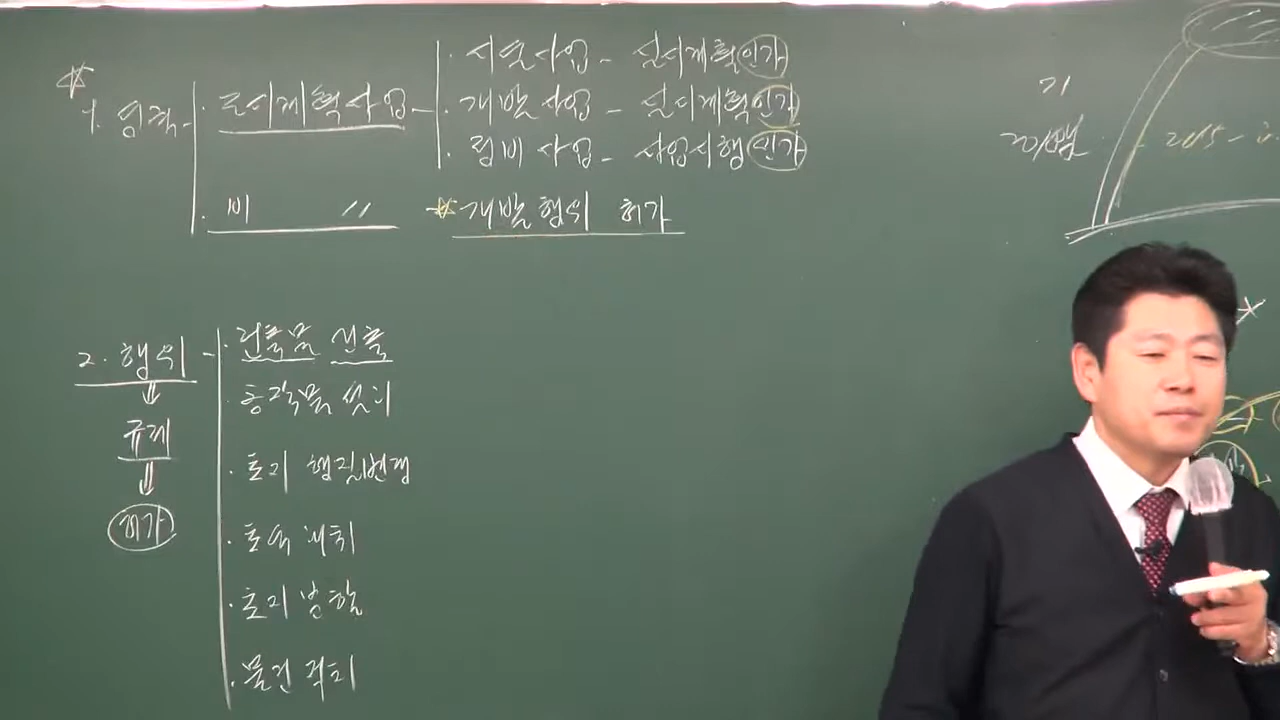 1. 성격 - · 도시계획사업 - · 시설사업 - 실시계획인가
· 개발사업 - 실시계획인가
· 정비사업 - 사업시행인가
· 비 〃 개발행위 허가
2. 행위 - · 건축물 건축
⇓ · 공작물 설치
규제 · 토지 형질변경
⇓
허가 · 토석 채취
· 토지 분할
· 물건 적치